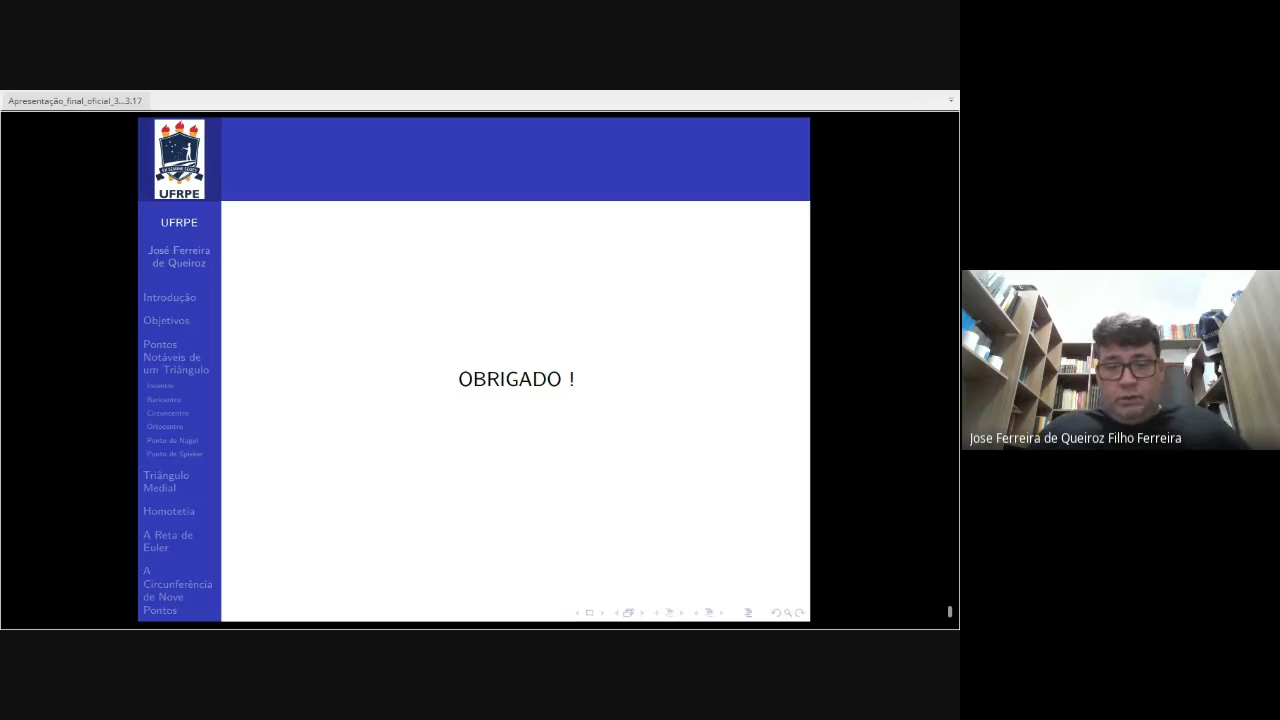 Apresentação_final_oficial_3...3.17
UFRPE
UFRPE
José Ferreira
de Queiroz
Introdução
Objetivos
Pontos
Notáveis de
um Triângulo
Incentro
Baricentro
Circuncentro
Ortocentro
Ponto de Nagel
Ponto de Spieker
Triângulo
Medial
Homotetia
A Reta de
Euler
A
Circunferência
de Nove
Pontos
OBRIGADO !
Jose Ferreira de Queiroz Filho Ferreira